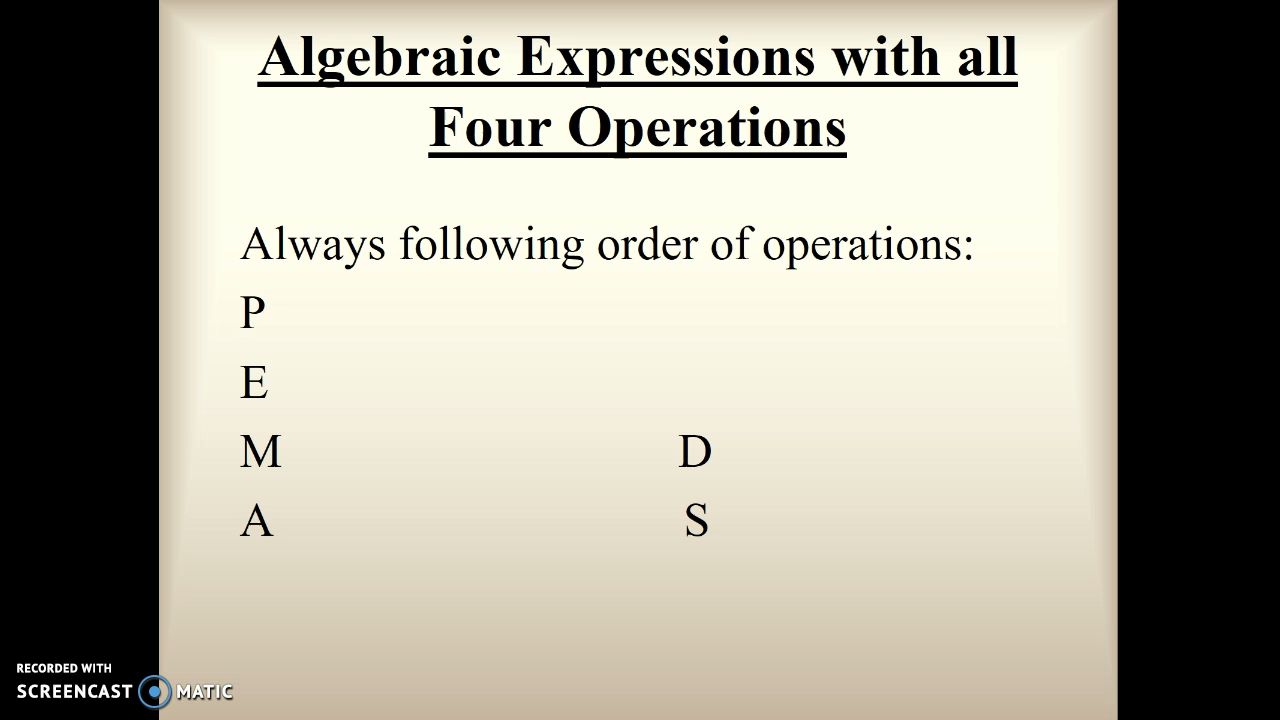 Algebraic Expressions with all
Four Operations
Always following order of operations:
P
E
M D
A S
RECORDED WITH
SCREENCAST MATIC